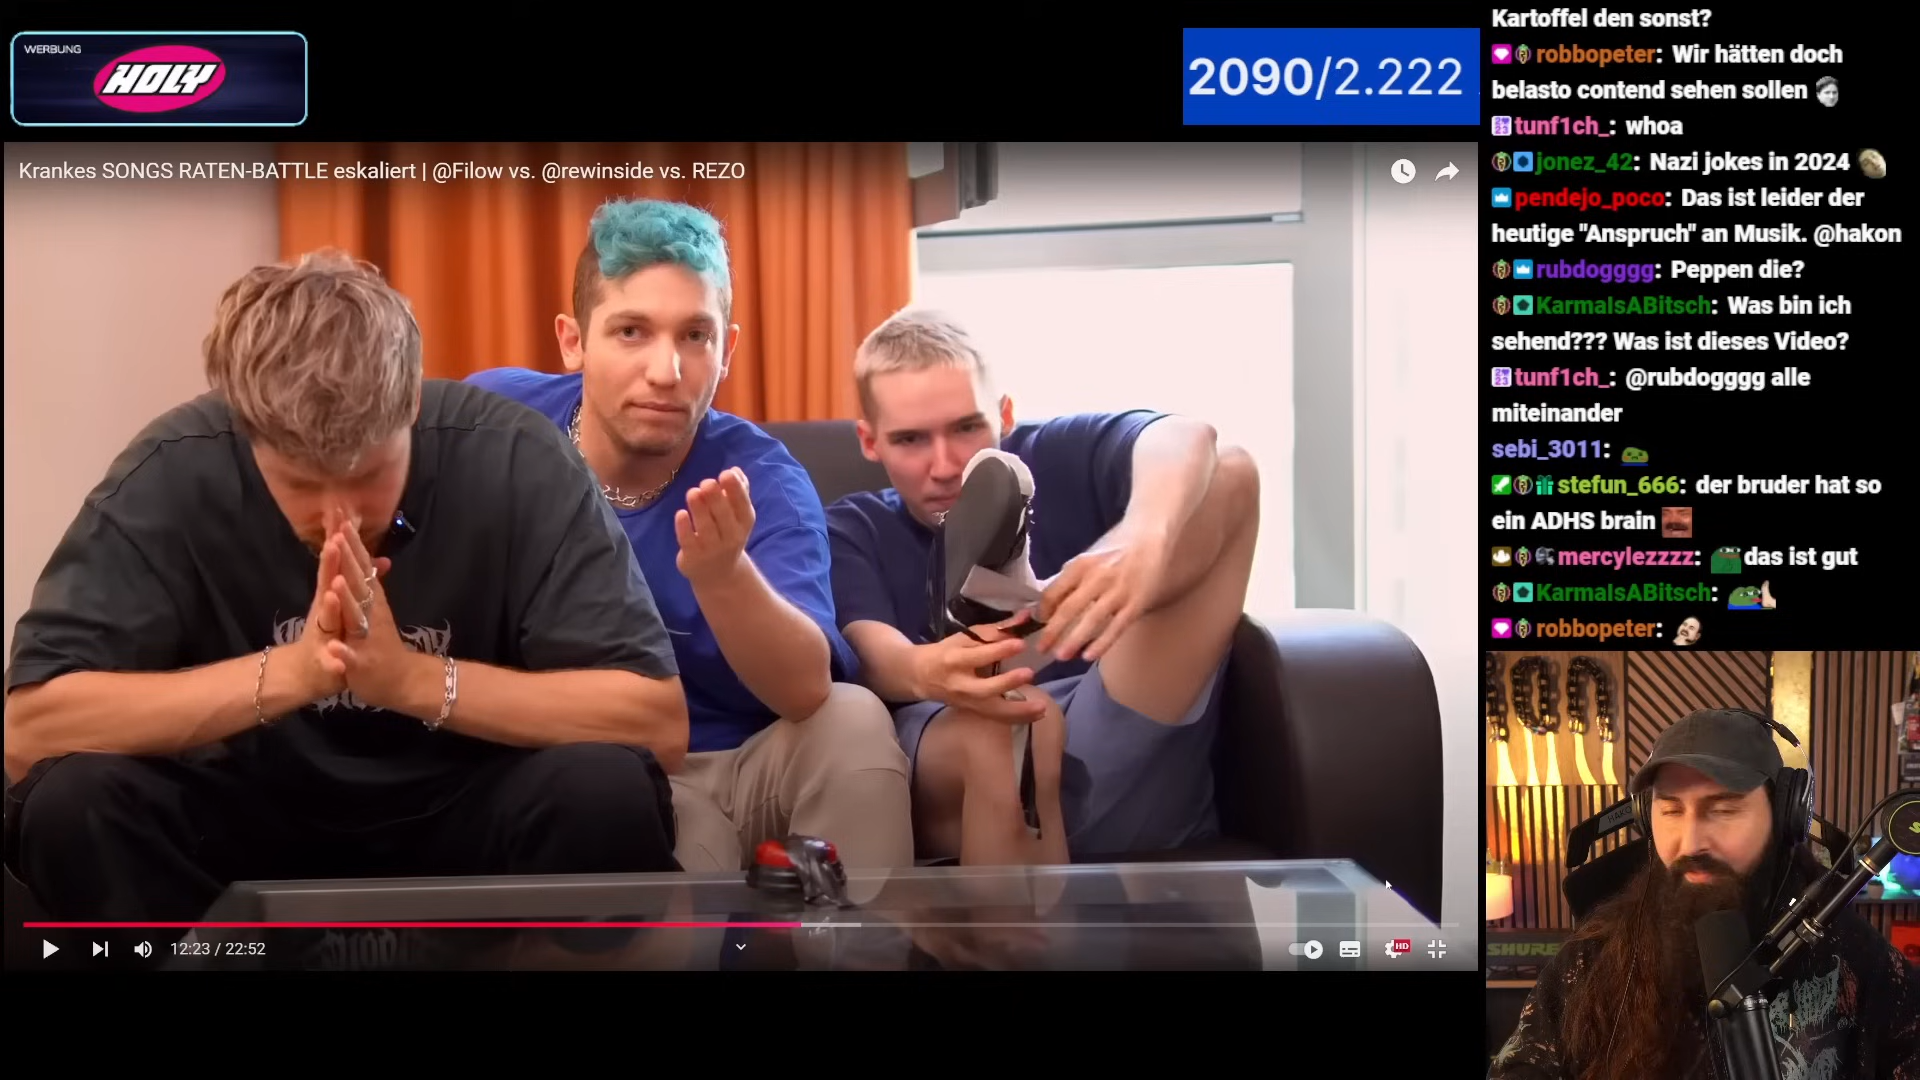 WERBUNG
HOLY
2090/2.222
Krankes SONGS RATEN-BATTLE eskaliert | @Filow vs. @rewinside vs. REZO
12:23 / 22:52
HD
Kartoffel den sonst?
robbopeter: Wir hätten doch
belasto contend sehen sollen
tunf1ch_: whoa
jonez_42: Nazi jokes in 2024
pendejo_poco: Das ist leider der
heutige "Anspruch" an Musik. @hakon
rubdogggg: Peppen die?
KarmaIsABitsch: Was bin ich
sehend??? Was ist dieses Video?
tunf1ch_: @rubdogggg alle
miteinander
sebi_3011:
stefun_666: der bruder hat so
ein ADHS brain
mercylezzzz: das ist gut
KarmaIsABitsch:
robbopeter:
SHURE